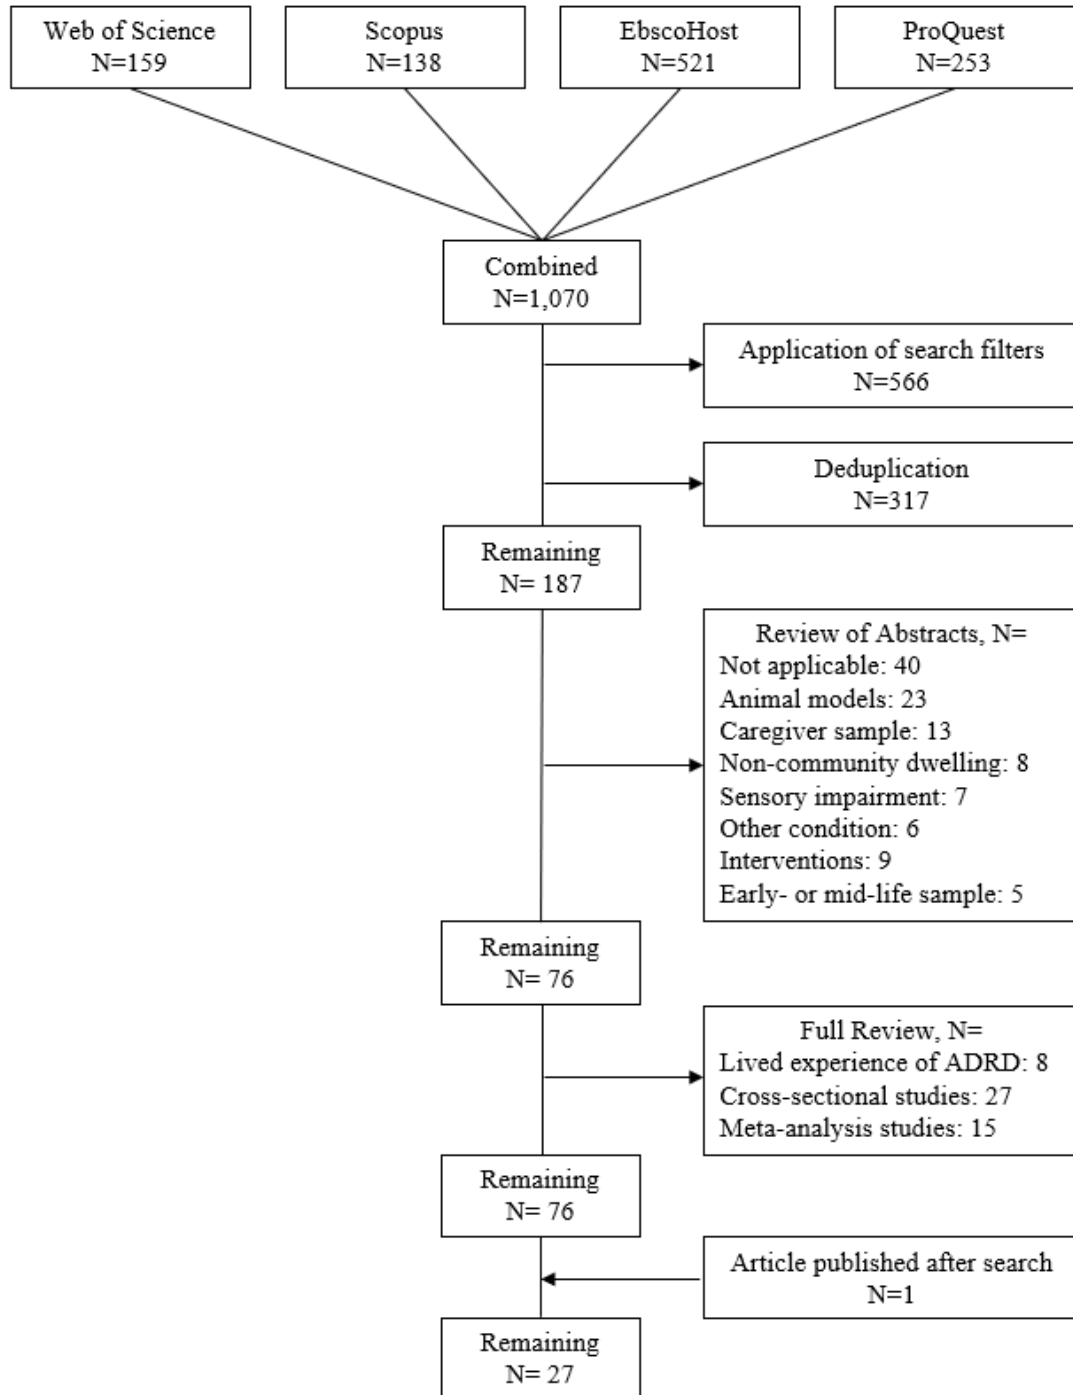 Web of Science
N=159
Scopus
N=138
EbscoHost
N=521
ProQuest
N=253
Combined
N=1,070
Application of search filters
N=566
Deduplication
N=317
Remaining
N= 187
Review of Abstracts, N=
Not applicable: 40
Animal models: 23
Caregiver sample: 13
Non-community dwelling: 8
Sensory impairment: 7
Other condition: 6
Interventions: 9
Early- or mid-life sample: 5
Remaining
N= 76
Full Review, N=
Lived experience of ADRD: 8
Cross-sectional studies: 27
Meta-analysis studies: 15
Remaining
N= 76
Article published after search
N=1
Remaining
N= 27